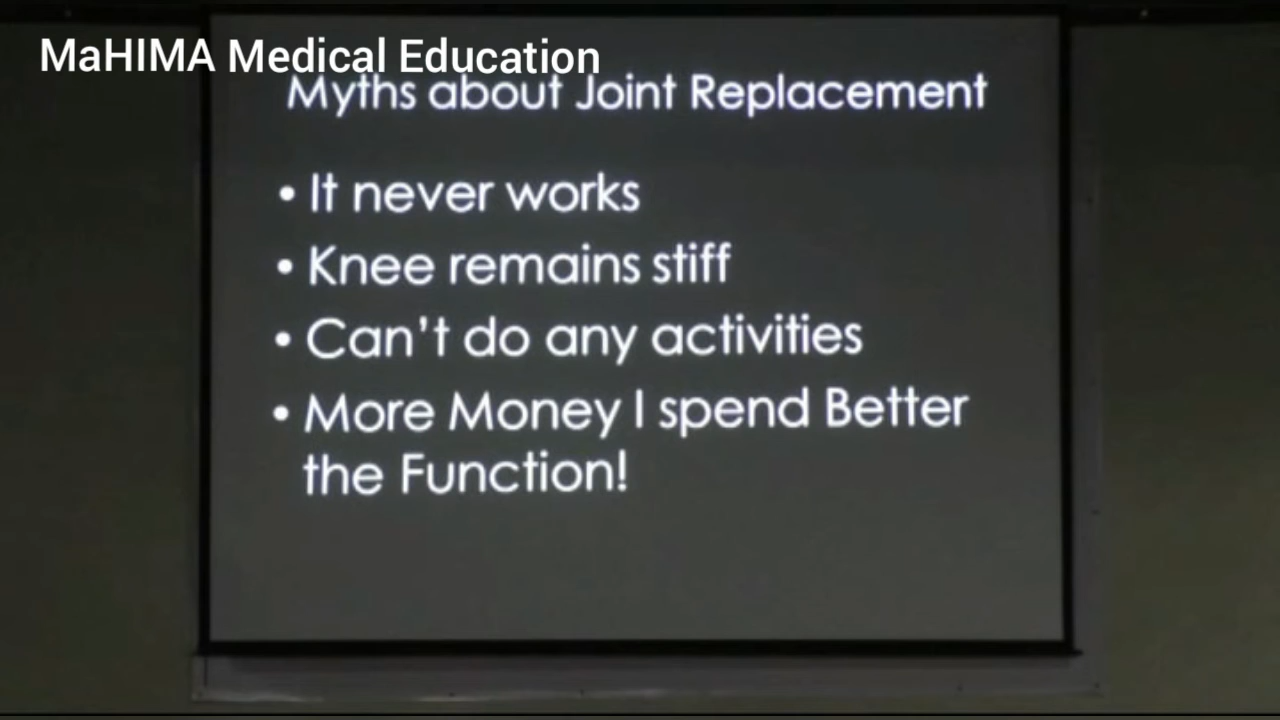 MaHIMA Medical Education
Myths about Joint Replacement
• It never works
• Knee remains stiff
• Can't do any activities
• More Money I spend Better
the Function!